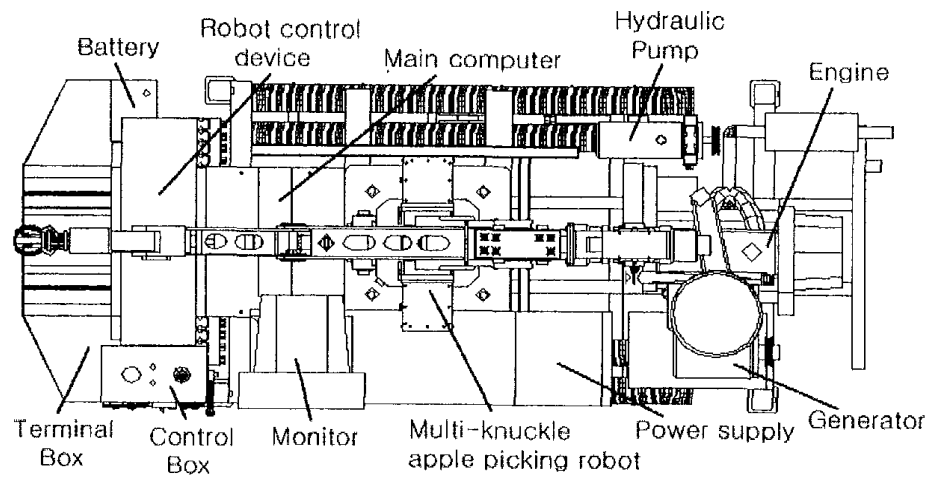 Battery
Robot control
device
Main computer
Hydraulic
Pump
Engine
Terminal
Box
Control
Box
Monitor
Multi-knuckle
apple picking robot
Power supply
Generator